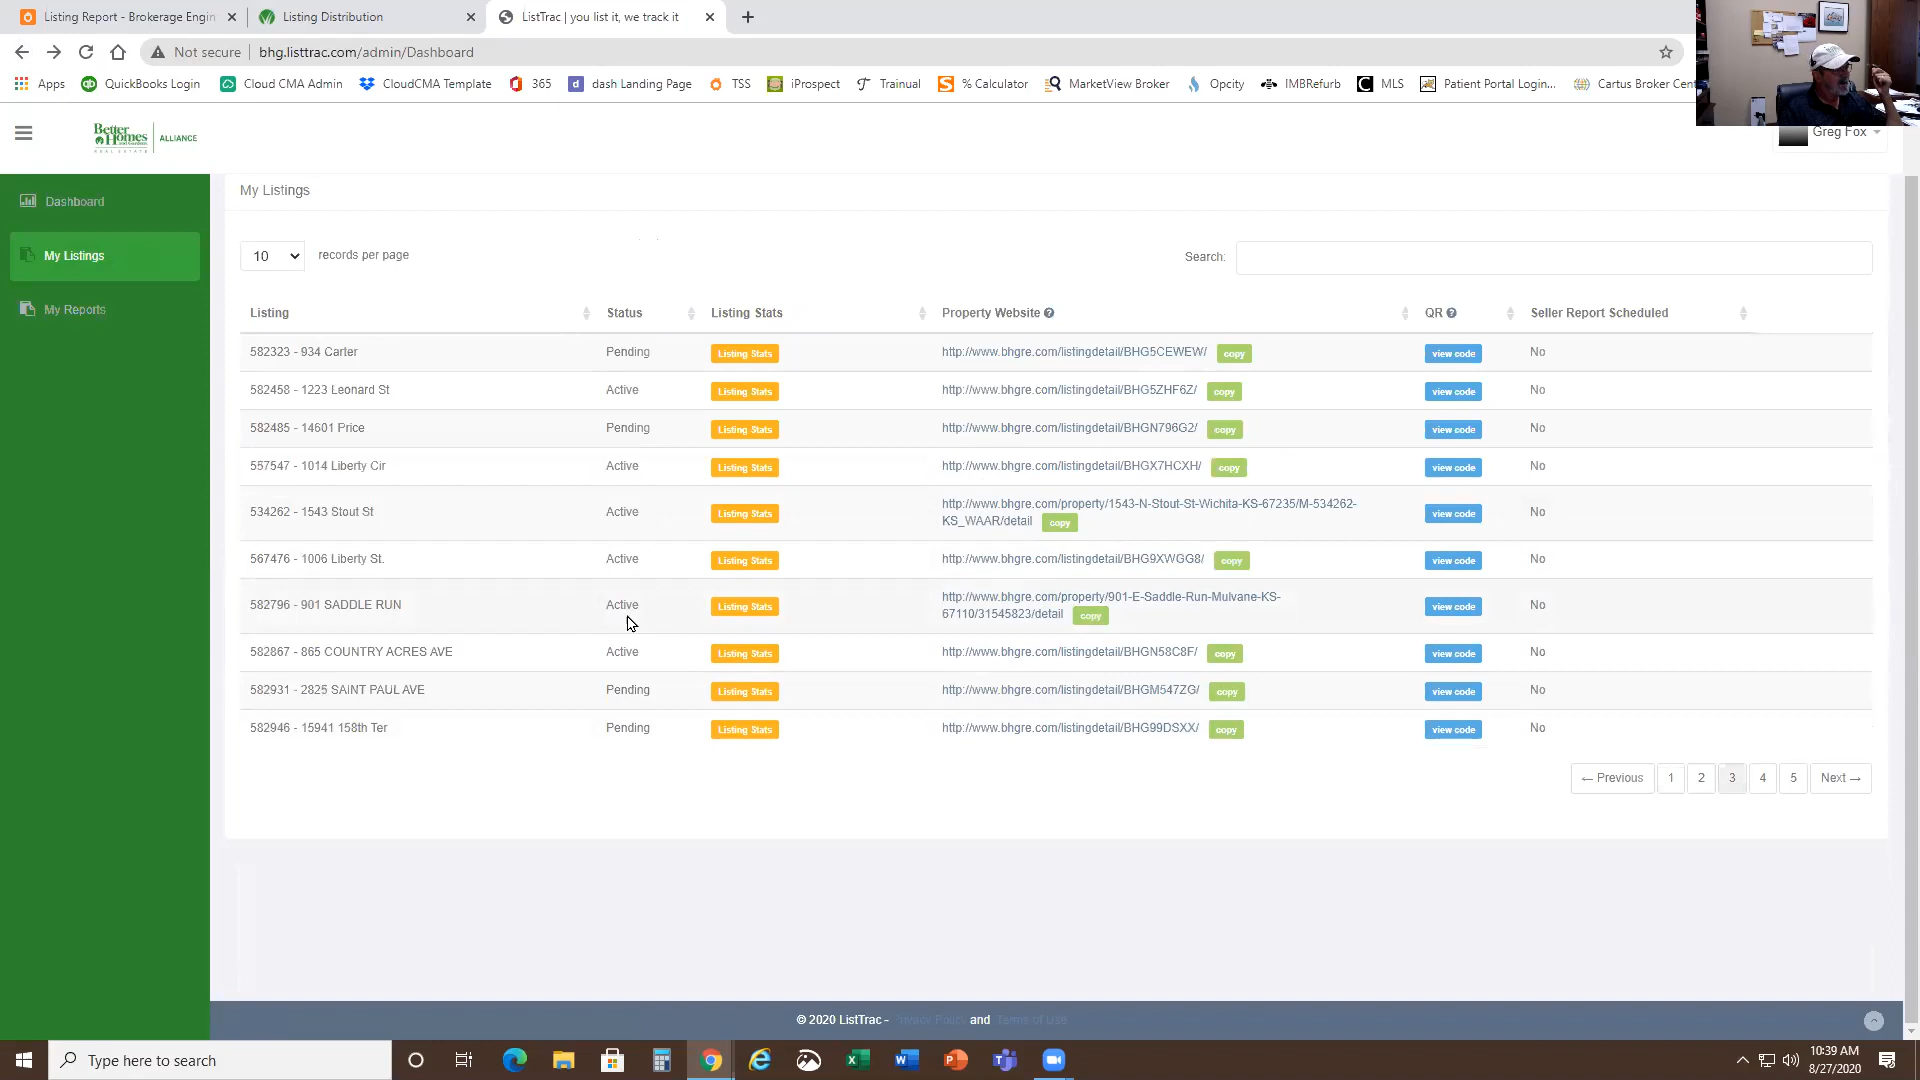 Listing Report - Brokerage Engin
Listing Distribution
ListTrac | you list it, we track it
Not secure | bhg.listtrac.com/admin/Dashboard
Apps QuickBooks Login Cloud CMA Admin CloudCMA Template 365 dash Landing Page TSS iProspect Trainual % Calculator MarketView Broker Opcity IMBRefurb MLS Patient Portal Login... Cartus Broker Cent
Better Homes and Gardens REAL ESTATE | ALLIANCE
Greg Fox
Dashboard
My Listings
My Reports
My Listings
10 records per page
Search:
Listing Status Listing Stats Property Website QR Seller Report Scheduled
582323 - 934 Carter Pending Listing Stats http://www.bhgre.com/listingdetail/BHG5CEWEW/ copy view code No
582458 - 1223 Leonard St Active Listing Stats http://www.bhgre.com/listingdetail/BHG5ZHF6Z/ copy view code No
582485 - 14601 Price Pending Listing Stats http://www.bhgre.com/listingdetail/BHGN796G2/ copy view code No
557547 - 1014 Liberty Cir Active Listing Stats http://www.bhgre.com/listingdetail/BHGX7HCXH/ copy view code No
534262 - 1543 Stout St Active Listing Stats http://www.bhgre.com/property/1543-N-Stout-St-Wichita-KS-67235/M-534262-
KS_WAAR/detail copy view code No
567476 - 1006 Liberty St. Active Listing Stats http://www.bhgre.com/listingdetail/BHG9XWGG8/ copy view code No
582796 - 901 SADDLE RUN Active Listing Stats http://www.bhgre.com/property/901-E-Saddle-Run-Mulvane-KS-
67110/31545823/detail copy view code No
582867 - 865 COUNTRY ACRES AVE Active Listing Stats http://www.bhgre.com/listingdetail/BHGN58C8F/ copy view code No
582931 - 2825 SAINT PAUL AVE Pending Listing Stats http://www.bhgre.com/listingdetail/BHGM547ZG/ copy view code No
582946 - 15941 158th Ter Pending Listing Stats http://www.bhgre.com/listingdetail/BHG99DSXX/ copy view code No
← Previous 1 2 3 4 5 Next →
© 2020 ListTrac - Privacy Policy and Terms of Use
Type here to search
10:39 AM
8/27/2020